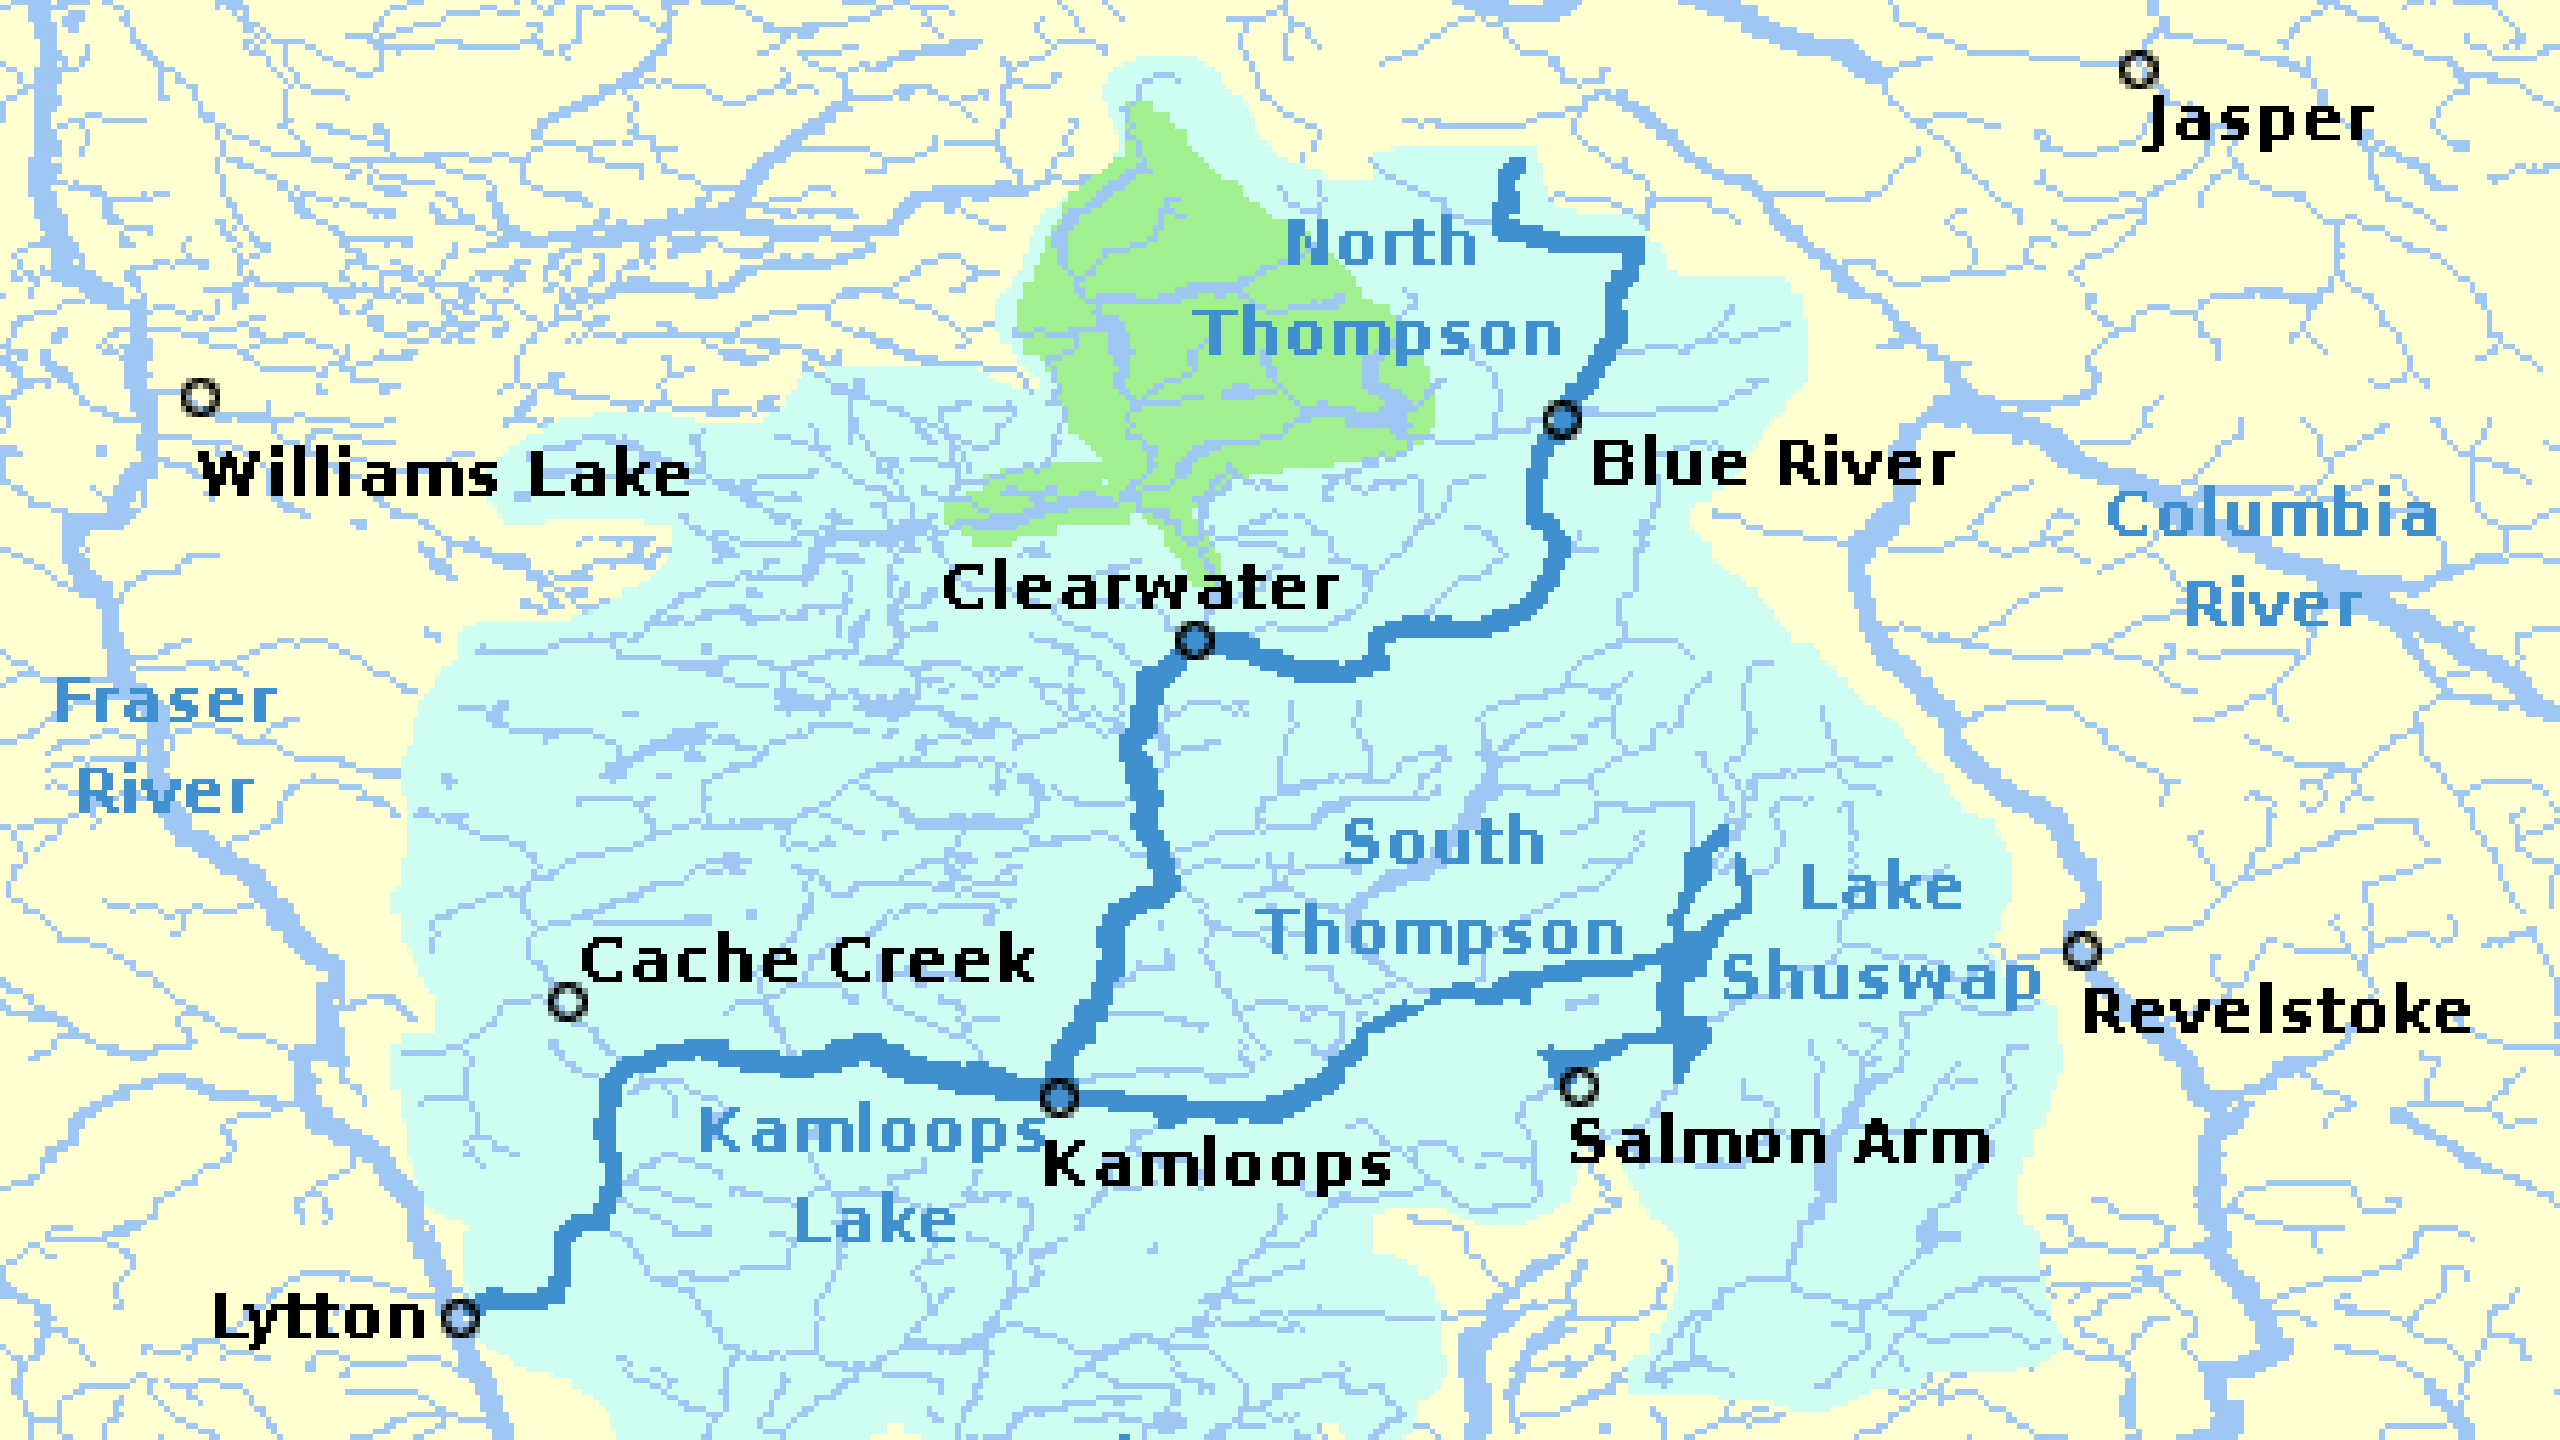 Jasper
North
Thompson
Williams Lake
Blue River
Columbia
River
Clearwater
Fraser
River
South
Thompson
Lake
Shuswap
Cache Creek
Revelstoke
Kamloops
Lake
Kamloops
Salmon Arm
Lytton